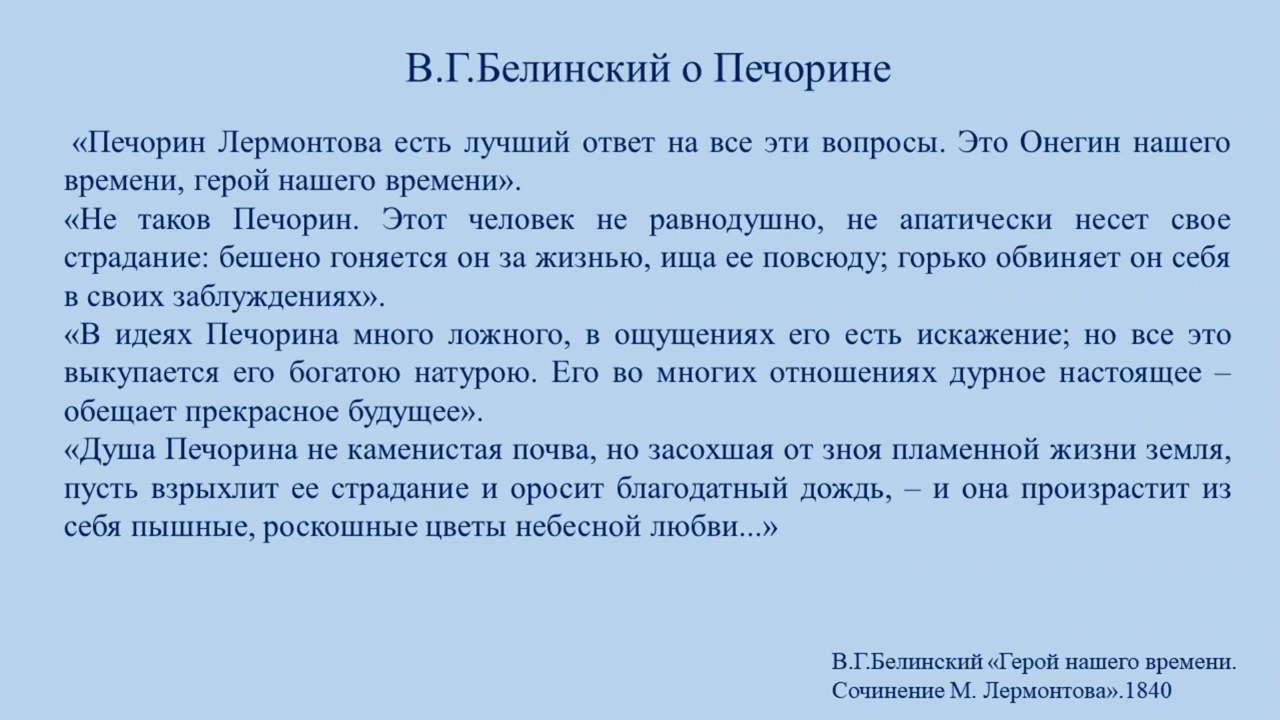 В.Г.Белинский о Печорине
«Печорин Лермонтова есть лучший ответ на все эти вопросы. Это Онегин нашего
времени, герой нашего времени».
«Не таков Печорин. Этот человек не равнодушно, не апатически несет свое
страдание: бешено гоняется он за жизнью, ища ее повсюду; горько обвиняет он себя
в своих заблуждениях».
«В идеях Печорина много ложного, в ощущениях его есть искажение; но все это
выкупается его богатою натурою. Его во многих отношениях дурное настоящее –
обещает прекрасное будущее».
«Душа Печорина не каменистая почва, но засохшая от зноя пламенной жизни земля,
пусть взрыхлит ее страдание и оросит благодатный дождь, – и она произрастит из
себя пышные, роскошные цветы небесной любви...»
В.Г.Белинский «Герой нашего времени.
Сочинение М. Лермонтова».1840